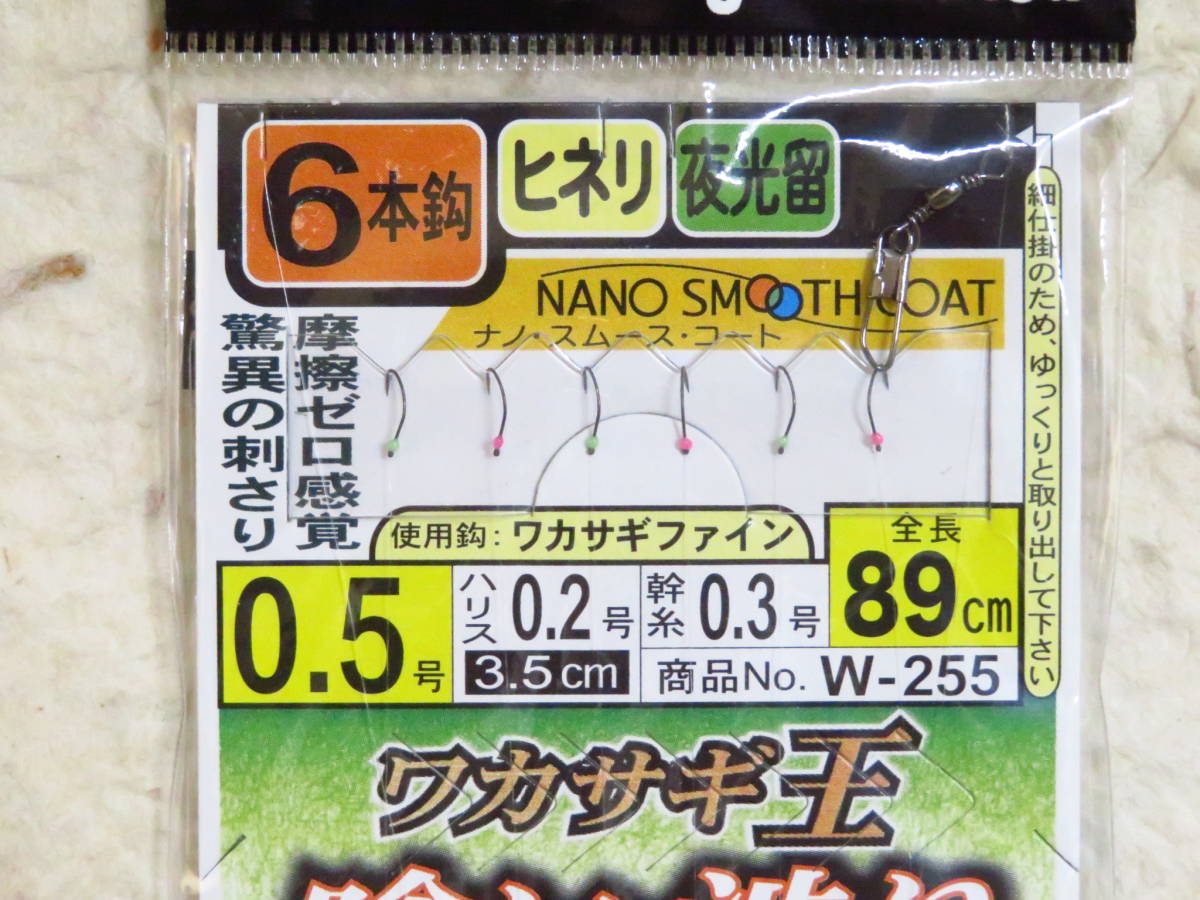 6本鈎
ヒネリ
夜光留
NANO SMOOTH COAT
ナノ・スムース・コート
摩擦ゼロ感覚
驚異の刺さり
細仕掛のため、ゆっくりと取り出して下さい
使用鈎:ワカサギファイン
全長
89cm
0.5号
ハリス
0.2号
3.5cm
幹糸
0.3号
商品No. W-255
ワカサギ王